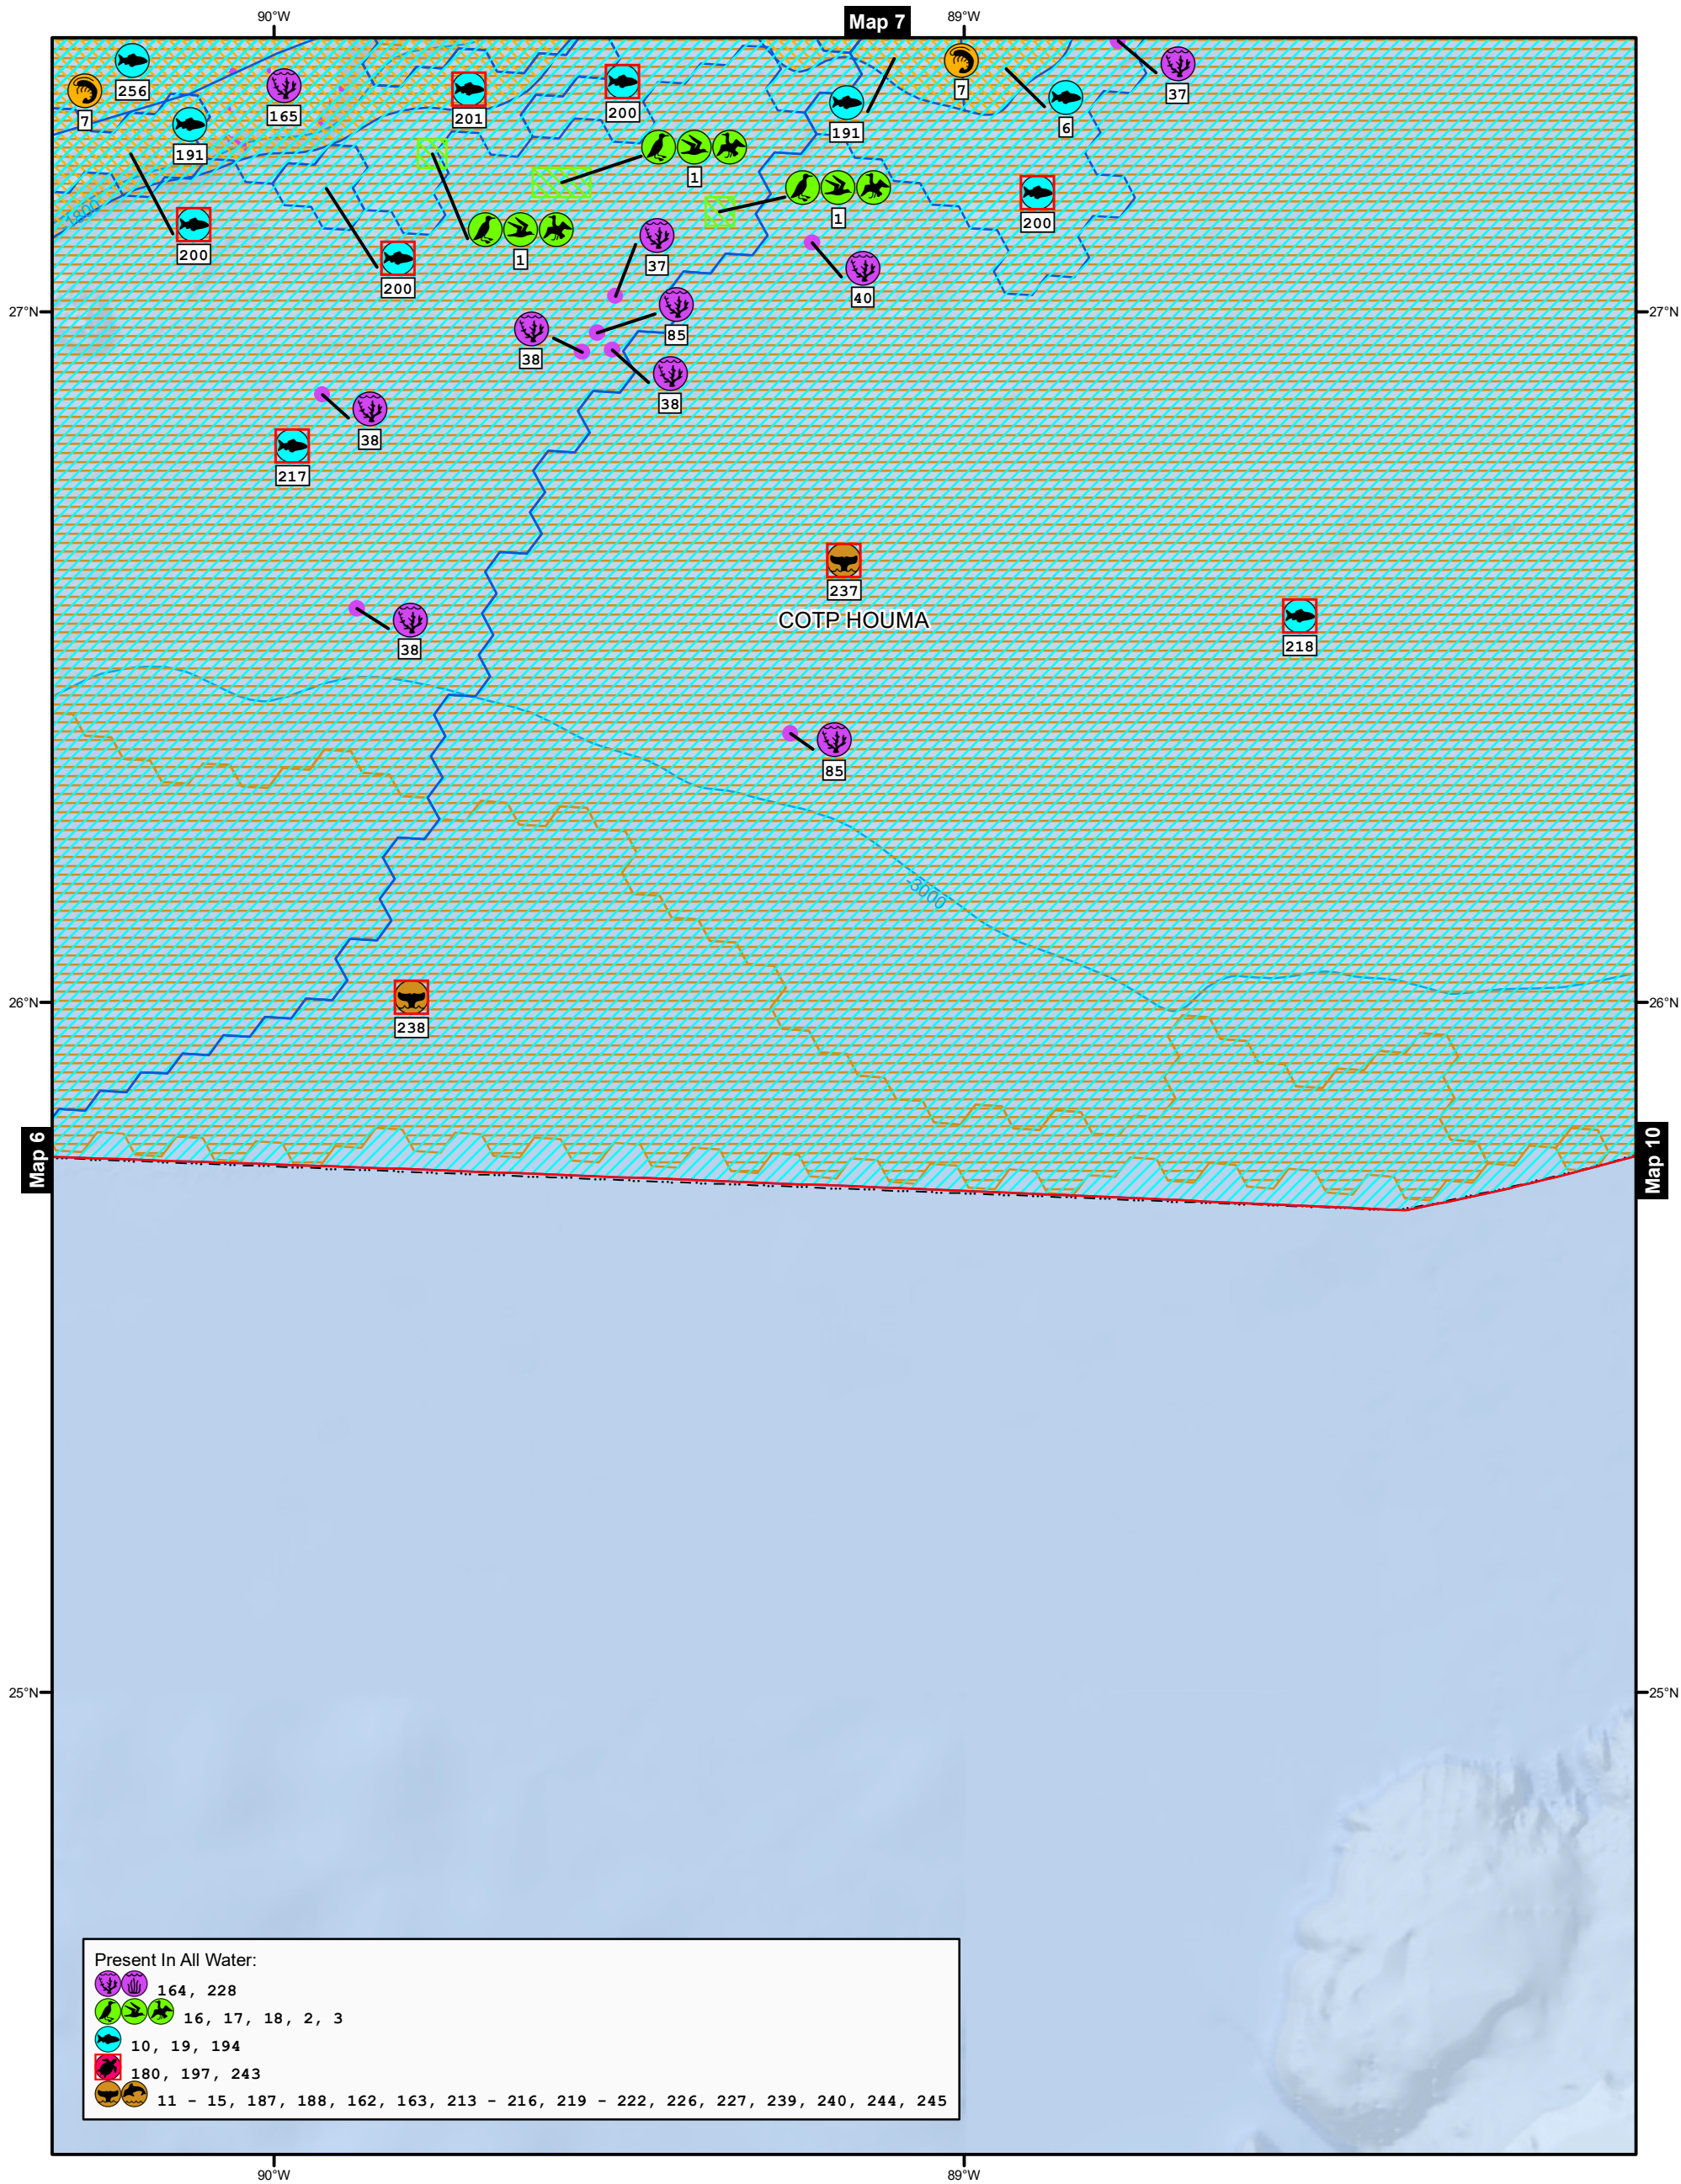 90°W
Map 7
89°W
256
7
165
201
200
191
7
6
37
191
1
1
200
-1800
200
1
37
200
40
27°N
27°N
85
38
38
38
217
237
COTP HOUMA
218
38
85
-3000
26°N
26°N
238
Map 6
Map 10
25°N
25°N
Present In All Water:
164, 228
16, 17, 18, 2, 3
10, 19, 194
180, 197, 243
11 - 15, 187, 188, 162, 163, 213 - 216, 219 - 222, 226, 227, 239, 240, 244, 245
90°W
89°W